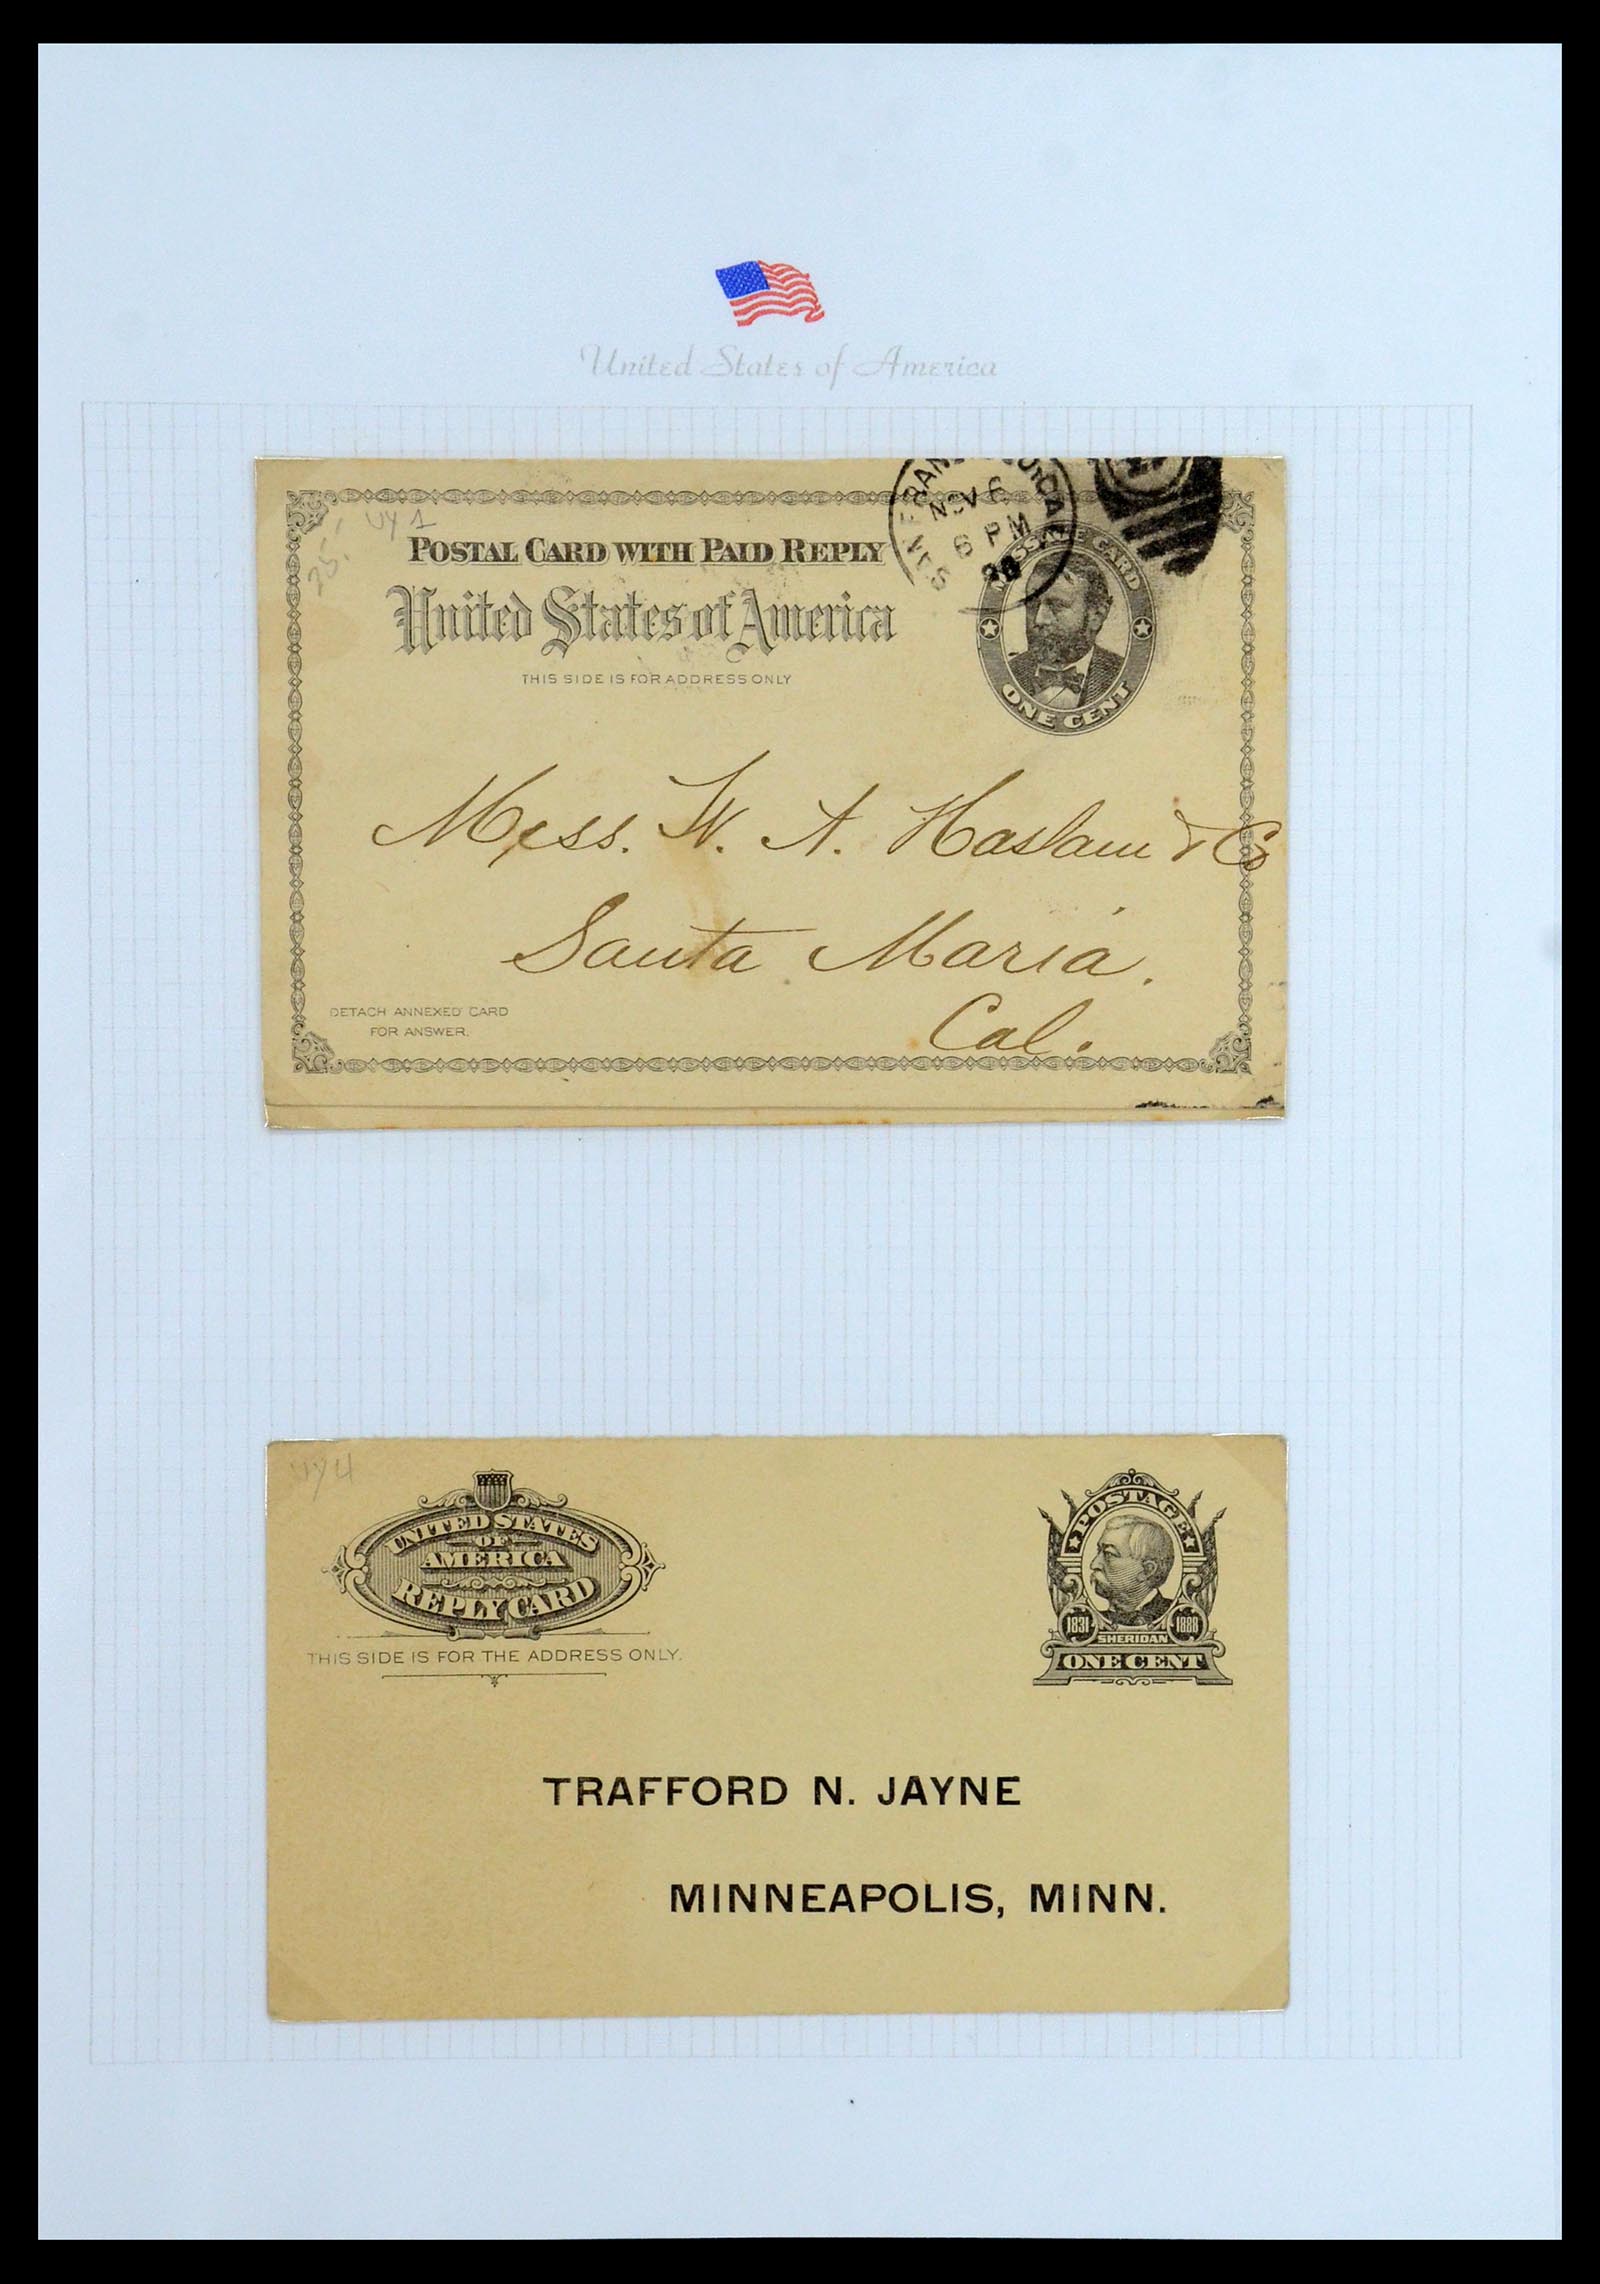 United States of America
25.- UY 1
POSTAL CARD WITH PAID REPLY
United States of America
THIS SIDE IS FOR ADDRESS ONLY
NOV 6
6 PM
MESSAGE CARD
ONE CENT
Mess. W. A. Haslam & Co
Santa Maria.
Cal.
DETACH ANNEXED CARD
FOR ANSWER.
UY4
UNITED STATES
OF
AMERICA
REPLY CARD
THIS SIDE IS FOR THE ADDRESS ONLY.
POSTAGE
1831 1888
SHERIDAN
ONE CENT
TRAFFORD N. JAYNE
MINNEAPOLIS, MINN.